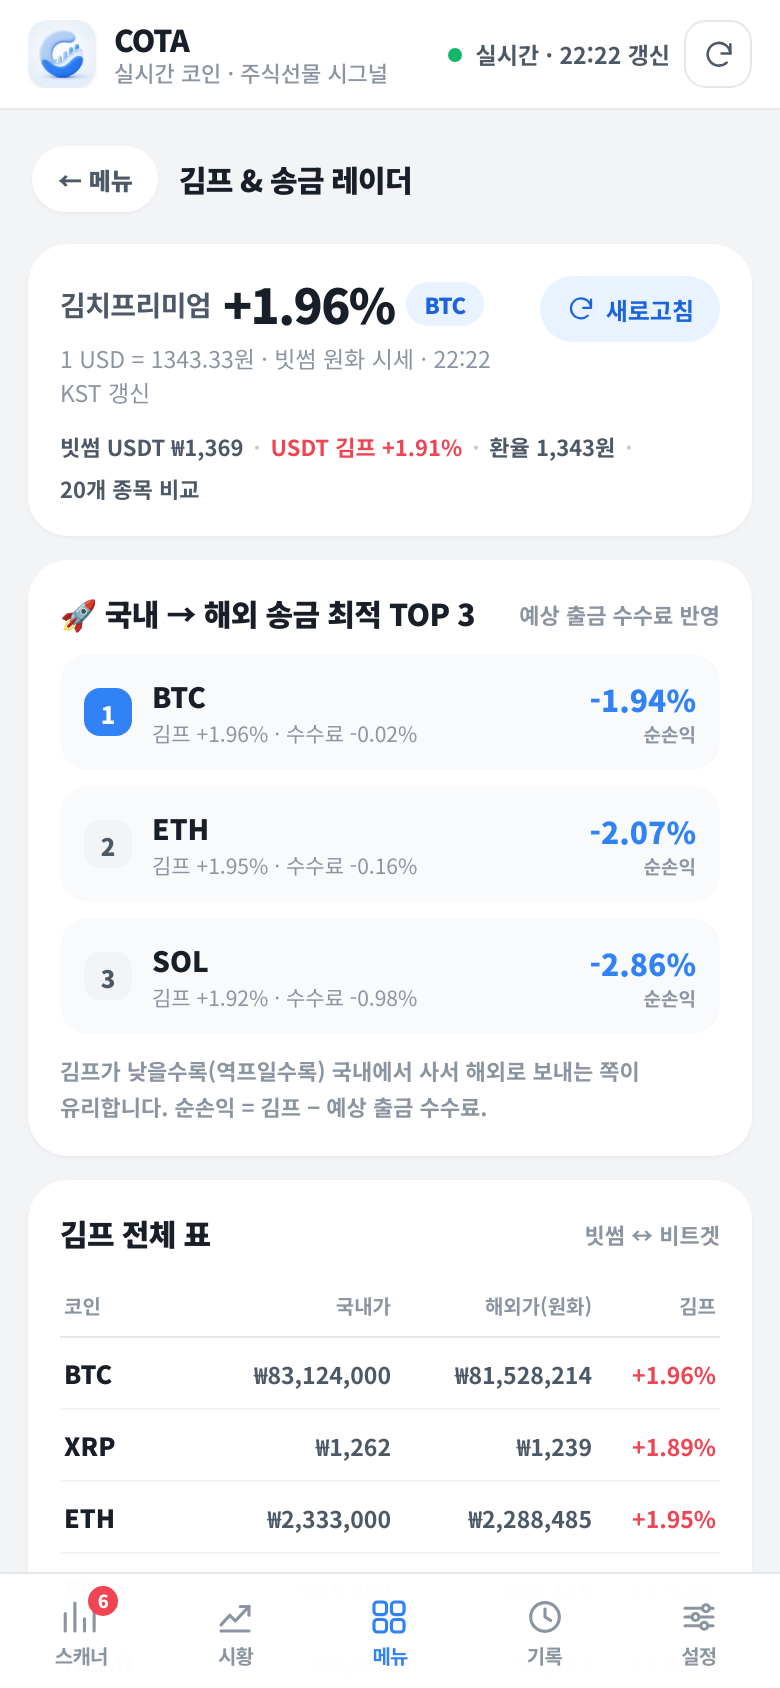 COTA
실시간 코인 · 주식선물 시그널
실시간 · 22:22 갱신
← 메뉴
김프 & 송금 레이더
김치프리미엄 +1.96% BTC
새로고침
1 USD = 1343.33원 · 빗썸 원화 시세 · 22:22
KST 갱신
빗썸 USDT ₩1,369 · USDT 김프 +1.91% · 환율 1,343원 ·
20개 종목 비교
🚀 국내 → 해외 송금 최적 TOP 3
예상 출금 수수료 반영
1 BTC -1.94%
김프 +1.96% · 수수료 -0.02% 순손익
2 ETH -2.07%
김프 +1.95% · 수수료 -0.16% 순손익
3 SOL -2.86%
김프 +1.92% · 수수료 -0.98% 순손익
김프가 낮을수록(역프일수록) 국내에서 사서 해외로 보내는 쪽이
유리합니다. 순손익 = 김프 − 예상 출금 수수료.
김프 전체 표
빗썸 ↔ 비트겟
코인 국내가 해외가(원화) 김프
BTC ₩83,124,000 ₩81,528,214 +1.96%
XRP ₩1,262 ₩1,239 +1.89%
ETH ₩2,333,000 ₩2,288,485 +1.95%
6
스캐너 시황 메뉴 기록 설정